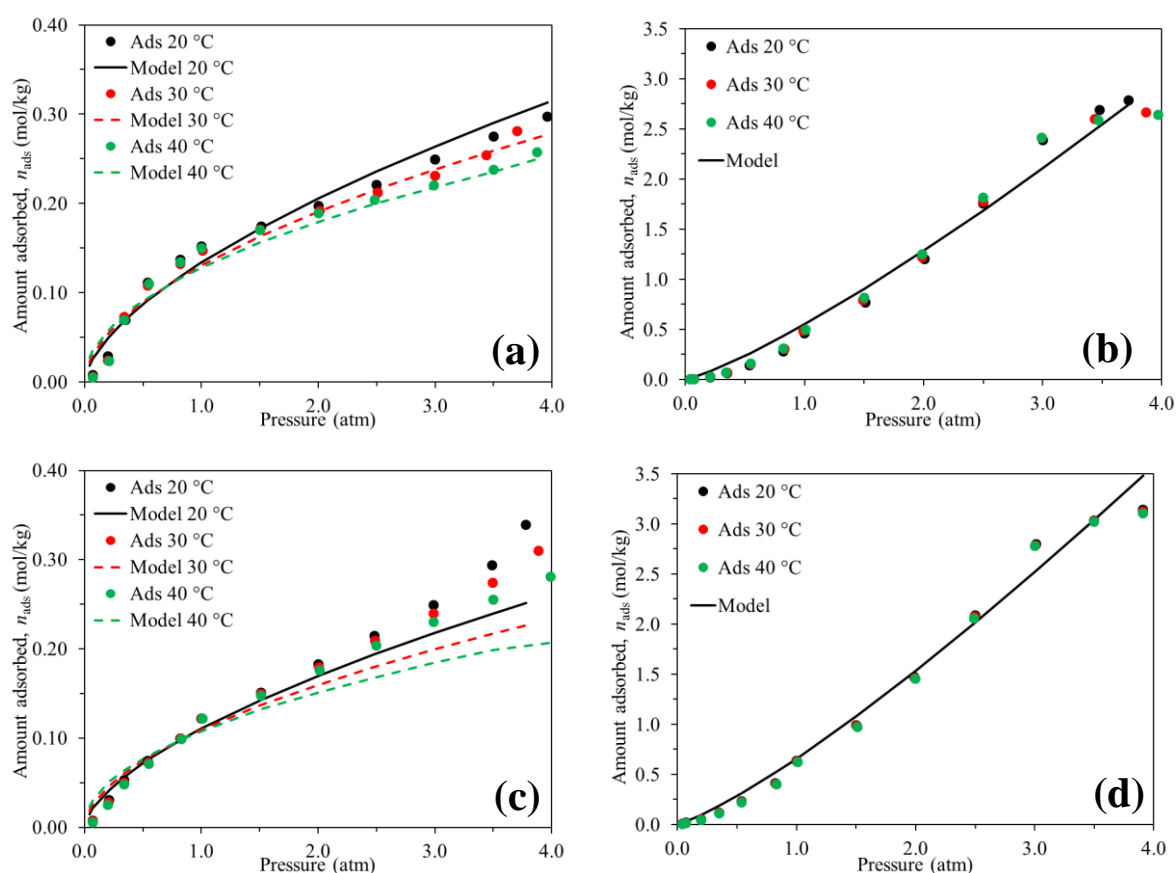 0.40
0.30
0.20
0.10
0.00
Amount adsorbed, n_ads (mol/kg)
Ads 20 °C
Model 20 °C
Ads 30 °C
Model 30 °C
Ads 40 °C
Model 40 °C
(a)
0.0 1.0 2.0 3.0 4.0
Pressure (atm)
3.5
3.0
2.5
2.0
1.5
1.0
0.5
0.0
Amount adsorbed, n_ads (mol/kg)
Ads 20 °C
Ads 30 °C
Ads 40 °C
Model
(b)
0.0 1.0 2.0 3.0 4.0
Pressure (atm)
0.40
0.30
0.20
0.10
0.00
Amount adsorbed, n_ads (mol/kg)
Ads 20 °C
Model 20 °C
Ads 30 °C
Model 30 °C
Ads 40 °C
Model 40 °C
(c)
0.0 1.0 2.0 3.0 4.0
Pressure (atm)
3.5
3.0
2.5
2.0
1.5
1.0
0.5
0.0
Amount adsorbed, n_ads (mol/kg)
Ads 20 °C
Ads 30 °C
Ads 40 °C
Model
(d)
0.0 1.0 2.0 3.0 4.0
Pressure (atm)